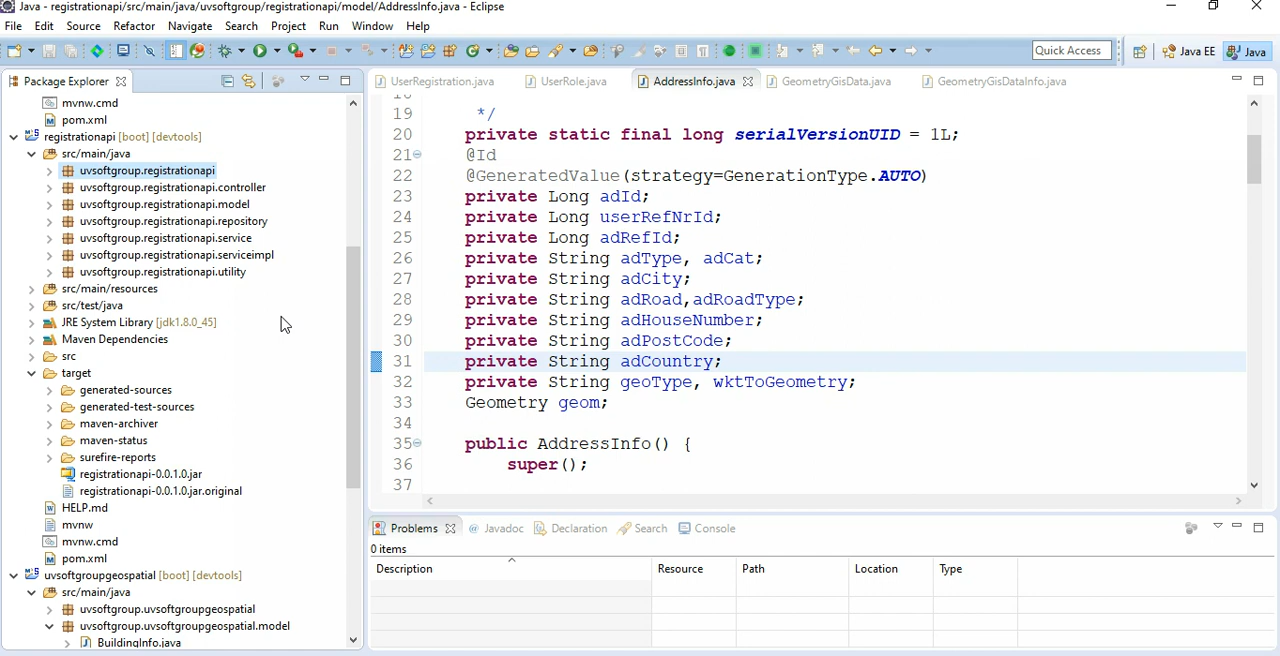 Java - registrationapi/src/main/java/uvsoftgroup/registrationapi/model/AddressInfo.java - Eclipse
File Edit Source Refactor Navigate Search Project Run Window Help
Quick Access Java EE Java
Package Explorer
mvnw.cmd
pom.xml
registrationapi [boot] [devtools]
src/main/java
uvsoftgroup.registrationapi
uvsoftgroup.registrationapi.controller
uvsoftgroup.registrationapi.model
uvsoftgroup.registrationapi.repository
uvsoftgroup.registrationapi.service
uvsoftgroup.registrationapi.serviceimpl
uvsoftgroup.registrationapi.utility
src/main/resources
src/test/java
JRE System Library [jdk1.8.0_45]
Maven Dependencies
src
target
generated-sources
generated-test-sources
maven-archiver
maven-status
surefire-reports
registrationapi-0.0.1.0.jar
registrationapi-0.0.1.0.jar.original
HELP.md
mvnw
mvnw.cmd
pom.xml
uvsoftgroupgeospatial [boot] [devtools]
src/main/java
uvsoftgroup.uvsoftgroupgeospatial
uvsoftgroup.uvsoftgroupgeospatial.model
BuildingInfo.java
UserRegistration.java UserRole.java AddressInfo.java GeometryGisData.java GeometryGisDataInfo.java
19 */
20 private static final long serialVersionUID = 1L;
21 @Id
22 @GeneratedValue(strategy=GenerationType.AUTO)
23 private Long adId;
24 private Long userRefNrId;
25 private Long adRefId;
26 private String adType, adCat;
27 private String adCity;
28 private String adRoad,adRoadType;
29 private String adHouseNumber;
30 private String adPostCode;
31 private String adCountry;
32 private String geoType, wktToGeometry;
33 Geometry geom;
34
35 public AddressInfo() {
36 super();
37
Problems @ Javadoc Declaration Search Console
0 items
Description Resource Path Location Type